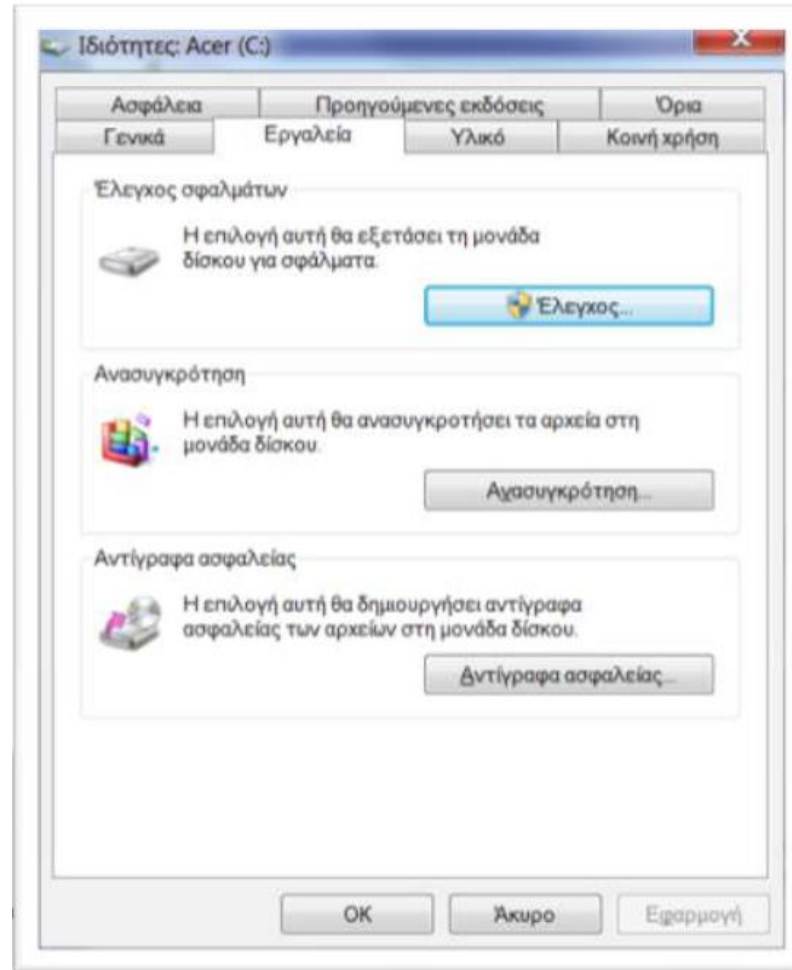 Ιδιότητες: Acer (C:)
Ασφάλεια Προηγούμενες εκδόσεις Όρια
Γενικά Εργαλεία Υλικό Κοινή χρήση
Έλεγχος σφαλμάτων
Η επιλογή αυτή θα εξετάσει τη μονάδα
δίσκου για σφάλματα.
Έλεγχος...
Ανασυγκρότηση
Η επιλογή αυτή θα ανασυγκροτήσει τα αρχεία στη
μονάδα δίσκου.
Ανασυγκρότηση...
Αντίγραφα ασφαλείας
Η επιλογή αυτή θα δημιουργήσει αντίγραφα
ασφαλείας των αρχείων στη μονάδα δίσκου.
Αντίγραφα ασφαλείας...
OK Άκυρο Εφαρμογή